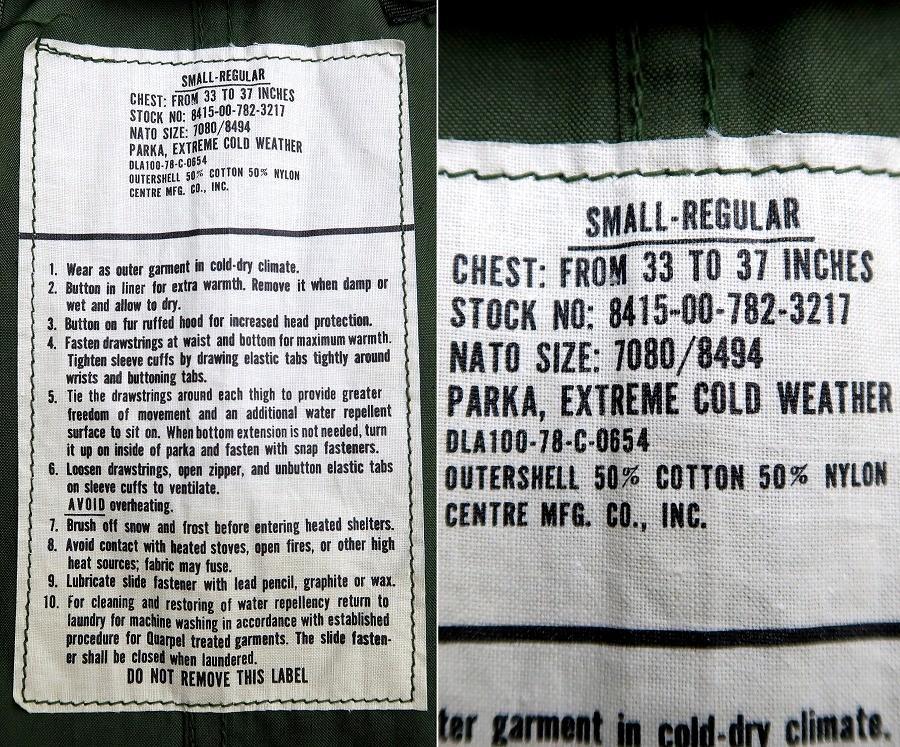 SMALL-REGULAR
CHEST: FROM 33 TO 37 INCHES
STOCK NO: 8415-00-782-3217
NATO SIZE: 7080/8494
PARKA, EXTREME COLD WEATHER
DLA100-78-C-0654
OUTERSHELL 50% COTTON 50% NYLON
CENTRE MFG. CO., INC.
1. Wear as outer garment in cold-dry climate.
2. Button in liner for extra warmth. Remove it when damp or
wet and allow to dry.
3. Button on fur ruffed hood for increased head protection.
4. Fasten drawstrings at waist and bottom for maximum warmth.
Tighten sleeve cuffs by drawing elastic tabs tightly around
wrists and buttoning tabs.
5. Tie the drawstrings around each thigh to provide greater
freedom of movement and an additional water repellent
surface to sit on. When bottom extension is not needed, turn
it up on inside of parka and fasten with snap fasteners.
6. Loosen drawstrings, open zipper, and unbutton elastic tabs
on sleeve cuffs to ventilate.
AVOID overheating.
7. Brush off snow and frost before entering heated shelters.
8. Avoid contact with heated stoves, open fires, or other high
heat sources; fabric may fuse.
9. Lubricate slide fastener with lead pencil, graphite or wax.
10. For cleaning and restoring of water repellency return to
laundry for machine washing in accordance with established
procedure for Quarpel treated garments. The slide fasten-
er shall be closed when laundered.
DO NOT REMOVE THIS LABEL
SMALL-REGULAR
CHEST: FROM 33 TO 37 INCHES
STOCK NO: 8415-00-782-3217
NATO SIZE: 7080/8494
PARKA, EXTREME COLD WEATHER
DLA100-78-C-0654
OUTERSHELL 50% COTTON 50% NYLON
CENTRE MFG. CO., INC.
ter garment in cold-dry climate.